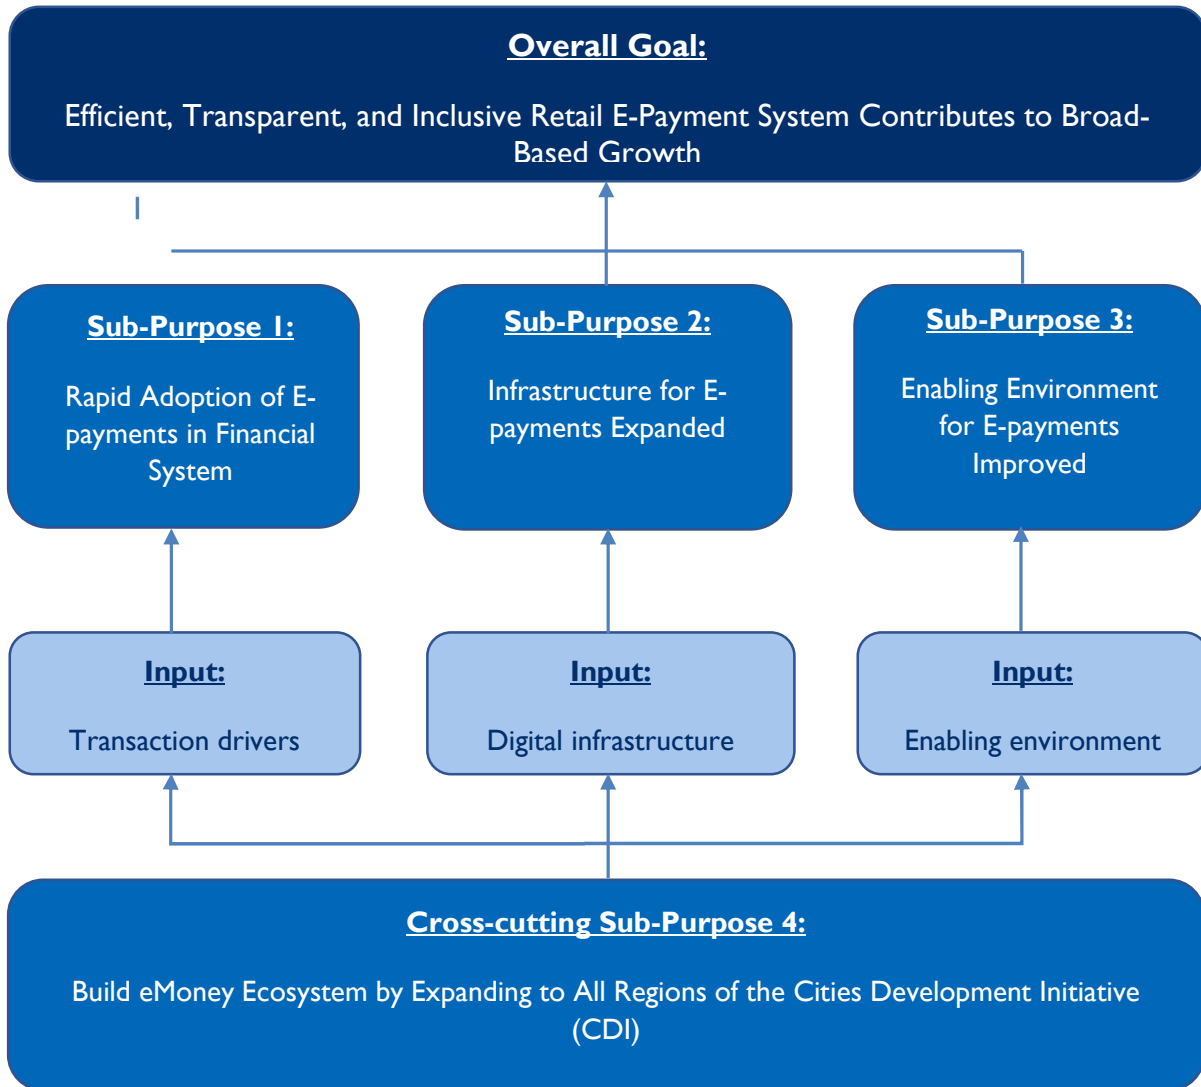 Overall Goal:
Efficient, Transparent, and Inclusive Retail E-Payment System Contributes to Broad-
Based Growth
Sub-Purpose 1:
Rapid Adoption of E-
payments in Financial
System
Sub-Purpose 2:
Infrastructure for E-
payments Expanded
Sub-Purpose 3:
Enabling Environment
for E-payments
Improved
Input:
Transaction drivers
Input:
Digital infrastructure
Input:
Enabling environment
Cross-cutting Sub-Purpose 4:
Build eMoney Ecosystem by Expanding to All Regions of the Cities Development Initiative
(CDI)